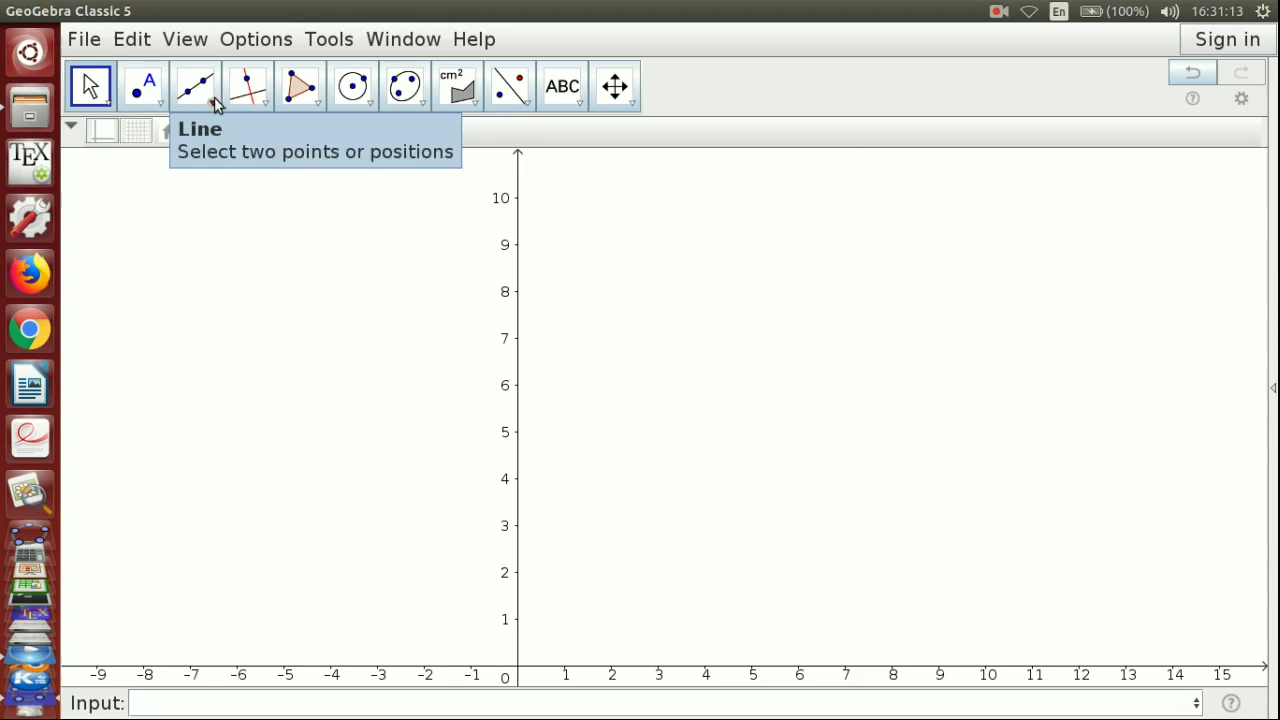 GeoGebra Classic 5
En (100%) 16:31:13
File Edit View Options Tools Window Help Sign in
A cm² ABC
Line
Select two points or positions
TEX
10
9
8
7
6
5
4
3
2
1
-9 -8 -7 -6 -5 -4 -3 -2 -1 0 1 2 3 4 5 6 7 8 9 10 11 12 13 14 15
TEX
Input: